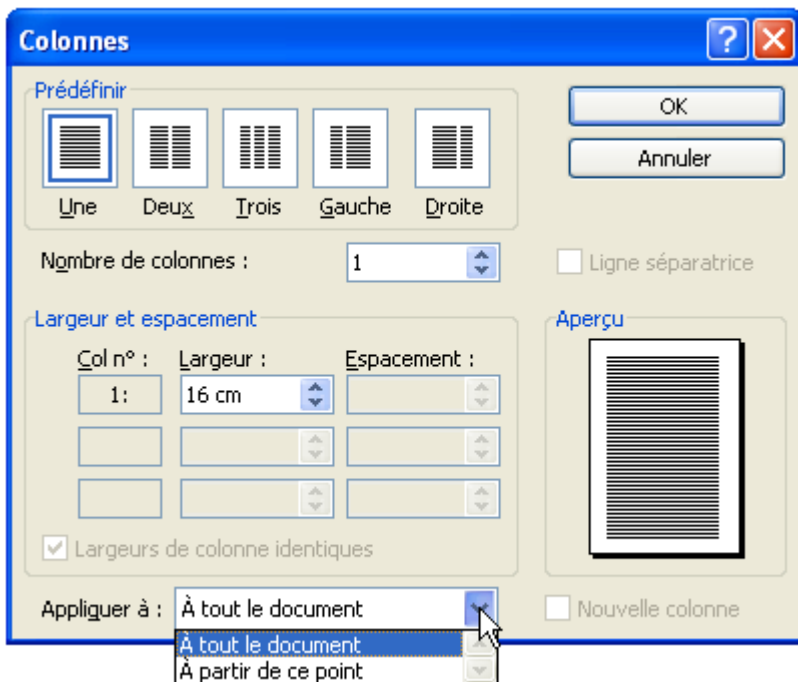 Colonnes
Prédéfinir
OK
Annuler
Une Deux Trois Gauche Droite
Nombre de colonnes : 1
Ligne séparatrice
Largeur et espacement
Aperçu
Col n° : Largeur : Espacement :
1: 16 cm
Largeurs de colonne identiques
Appliquer à : À tout le document
Nouvelle colonne
À tout le document
À partir de ce point